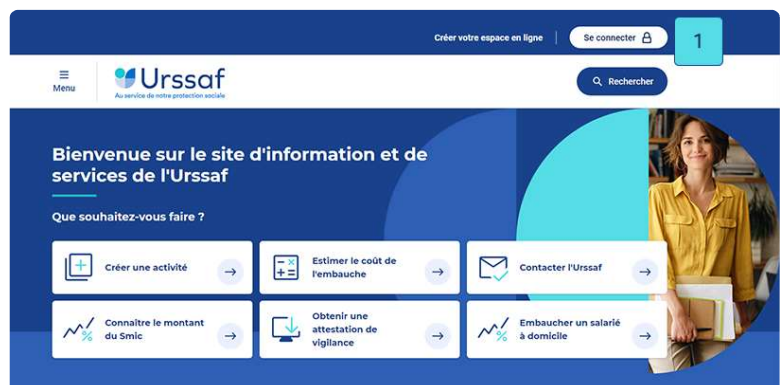 Créer votre espace en ligne
Se connecter
1
Menu
Urssaf
Au service de notre protection sociale
Rechercher
Bienvenue sur le site d'information et de
services de l'Urssaf
Que souhaitez-vous faire ?
Créer une activité
Estimer le coût de
l'embauche
Contacter l'Urssaf
Connaître le montant
du Smic
Obtenir une
attestation de
vigilance
Embaucher un salarié
à domicile